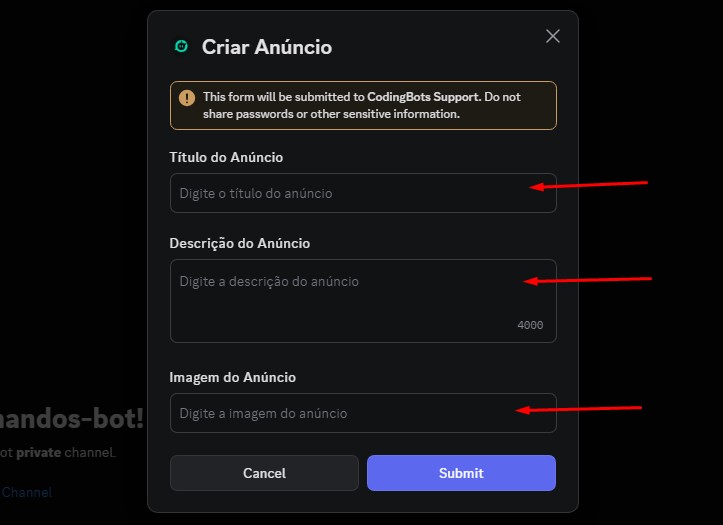 Criar Anúncio
This form will be submitted to CodingBots Support. Do not
share passwords or other sensitive information.
Título do Anúncio
Digite o título do anúncio
Descrição do Anúncio
Digite a descrição do anúncio
4000
Imagem do Anúncio
Digite a imagem do anúncio
andos-bot!
ot private channel.
Channel
Cancel
Submit